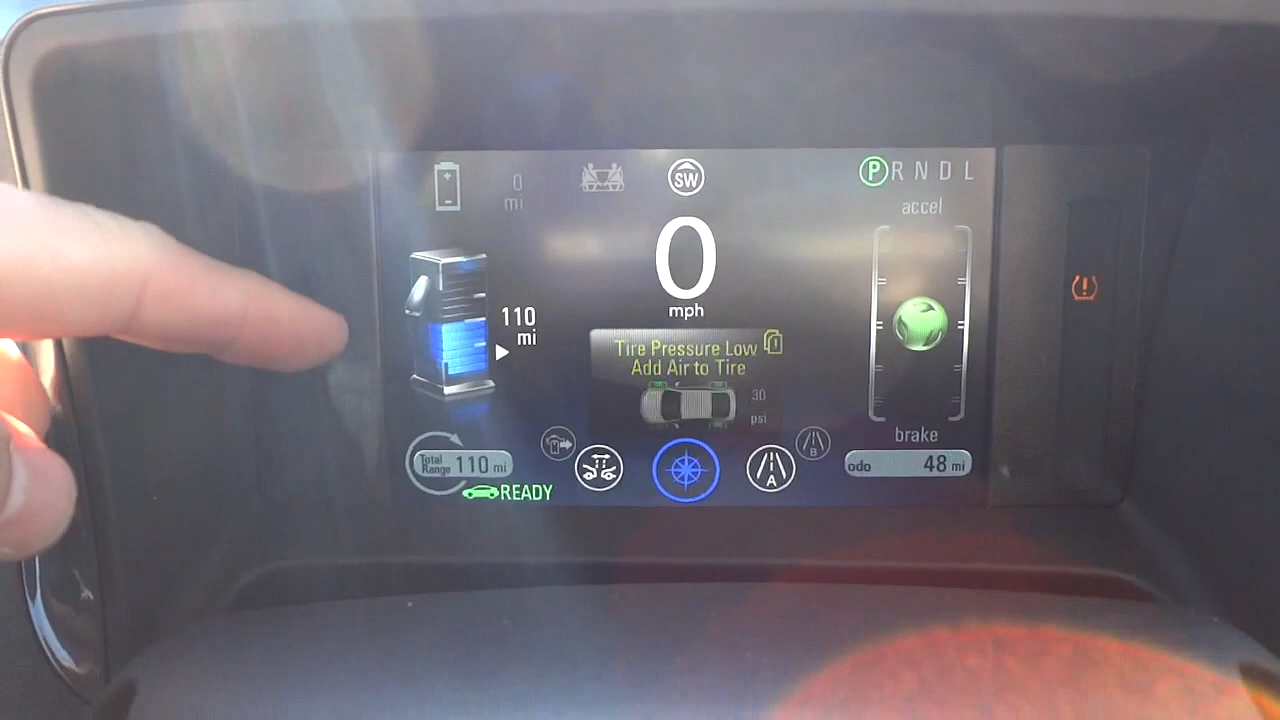 0
mi
SW
P R N D L
accel
0
mph
110
mi
Tire Pressure Low
Add Air to Tire
30
psi
brake
Total
Range 110 mi
READY
A
B
odo 48 mi